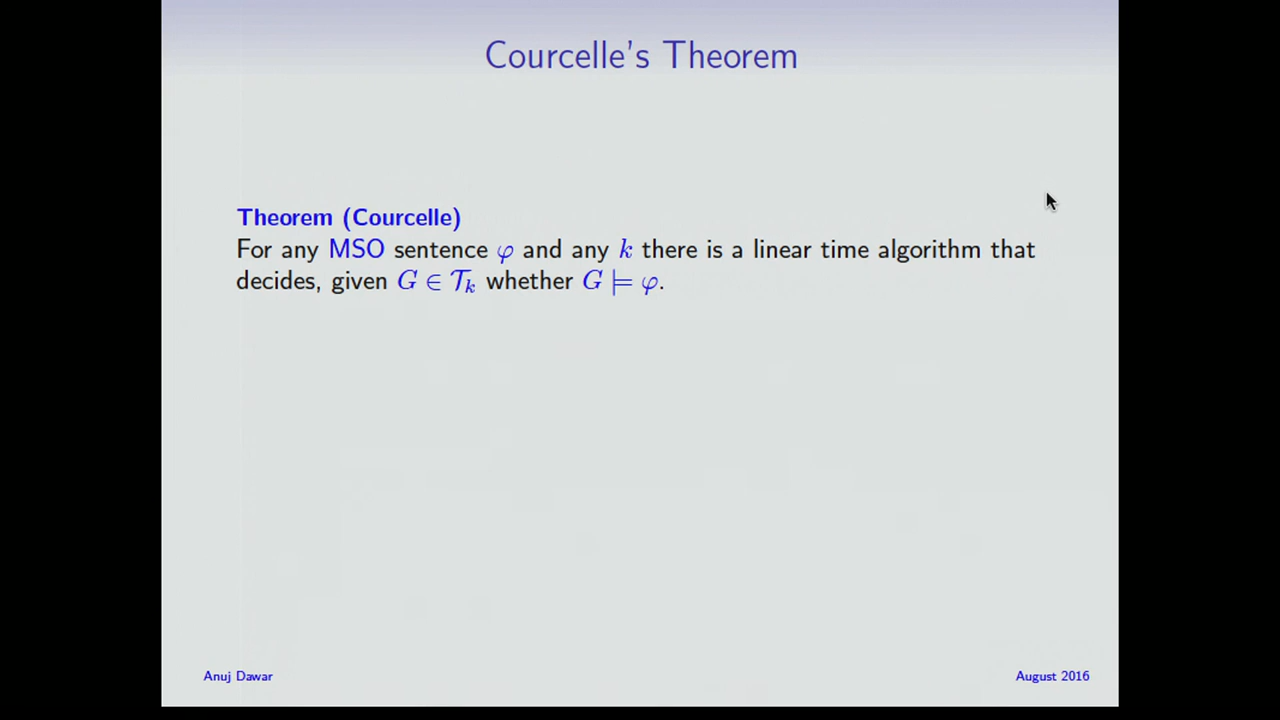 Courcelle's Theorem
Theorem (Courcelle)
For any MSO sentence φ and any k there is a linear time algorithm that
decides, given G ∈ 𝒯ₖ whether G ⊨ φ.
Anuj Dawar
August 2016